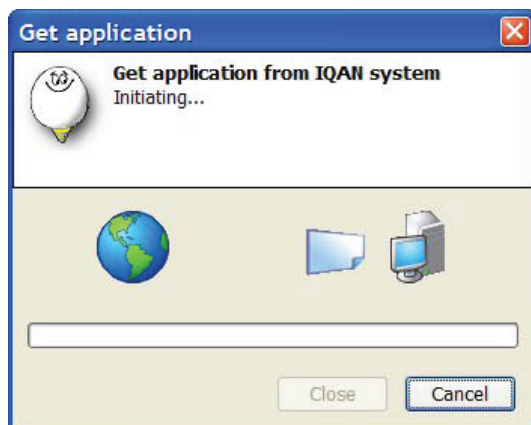 Get application
Get application from IQAN system
Initiating...
Close
Cancel